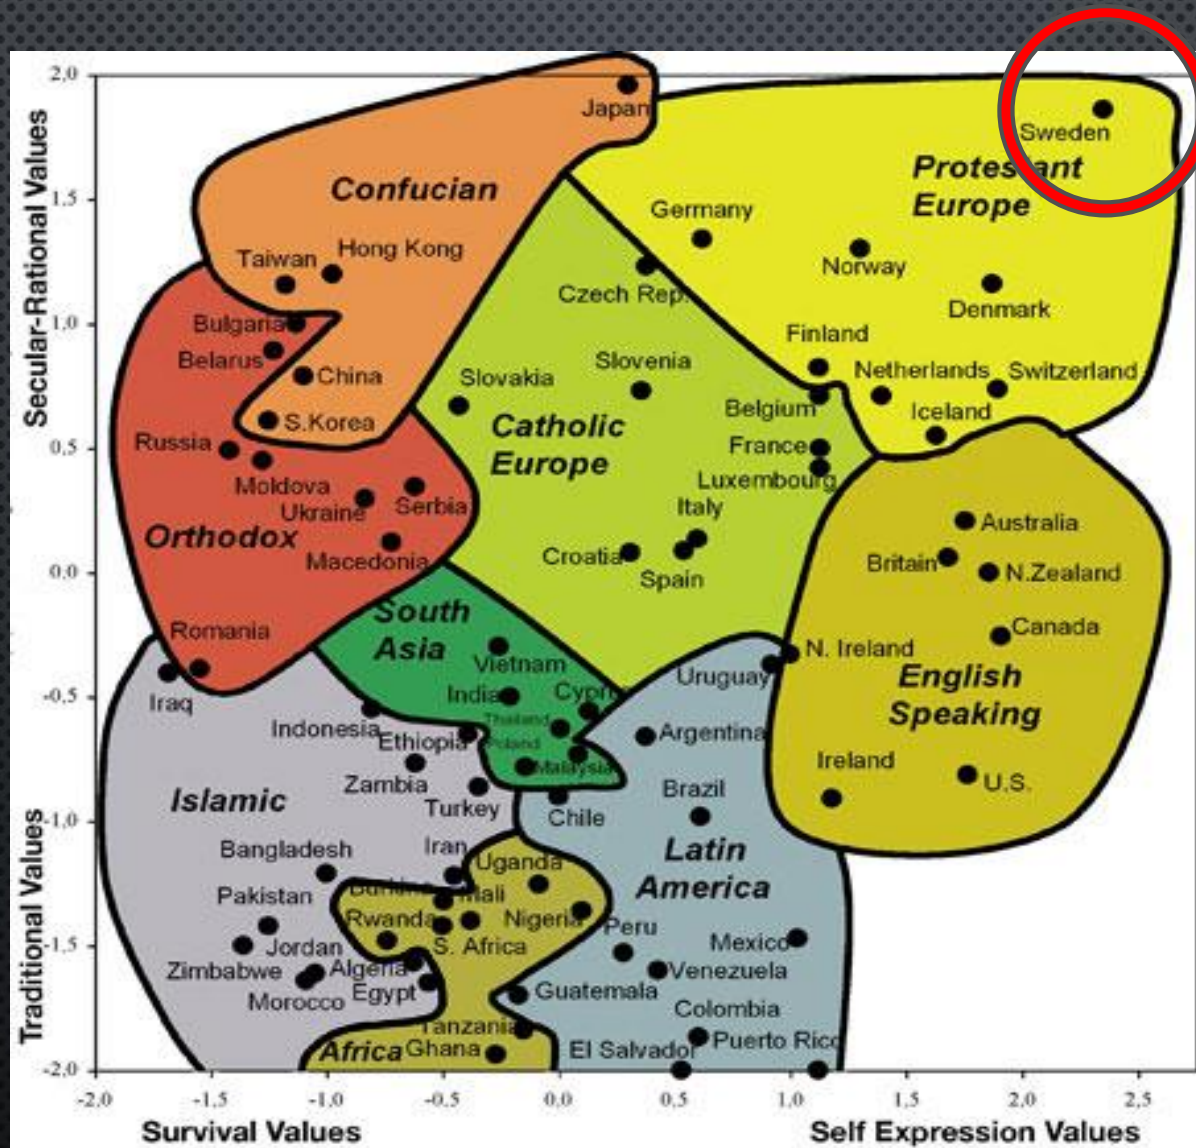 2,0
Japan
Sweden
Protestant
Europe
Confucian
1.5
Germany
Hong Kong
Taiwan
Norway
Czech Rep.
Denmark
1.0
Bulgaria
Finland
Belarus
Slovenia
China
Slovakia
Netherlands
Switzerland
Belgium
Iceland
S.Korea
Catholic
Europe
0.5
Russia
France
Moldova
Luxembourg
Ukraine
Serbia
Italy
Australia
Orthodox
Macedonia
Croatia
Spain
Britain
N.Zealand
0.0
South
Asia
Romania
Canada
Vietnam
N. Ireland
Uruguay
English
Speaking
-0.5
Iraq
India
Cypr
Indonesia
Thailand
Ethiopia
Poland
Argentina
Malaysia
Ireland
Zambia
U.S.
Islamic
Turkey
Brazil
Chile
-1,0
Bangladesh
Iran
Latin
America
Uganda
Pakistan
Mali
Rwanda
Nigeria
Peru
-1.5
Jordan
S. Africa
Mexico
Zimbabwe
Algeria
Venezuela
Morocco
Egypt
Guatemala
Colombia
Tanzania
Puerto Rico
Africa
Ghana
El Salvador
-2.0
Secular-Rational Values
Traditional Values
-2,0 -1,5 -1,0 -0,5 0,0 0,5 1,0 1,5 2,0 2,5
Survival Values
Self Expression Values